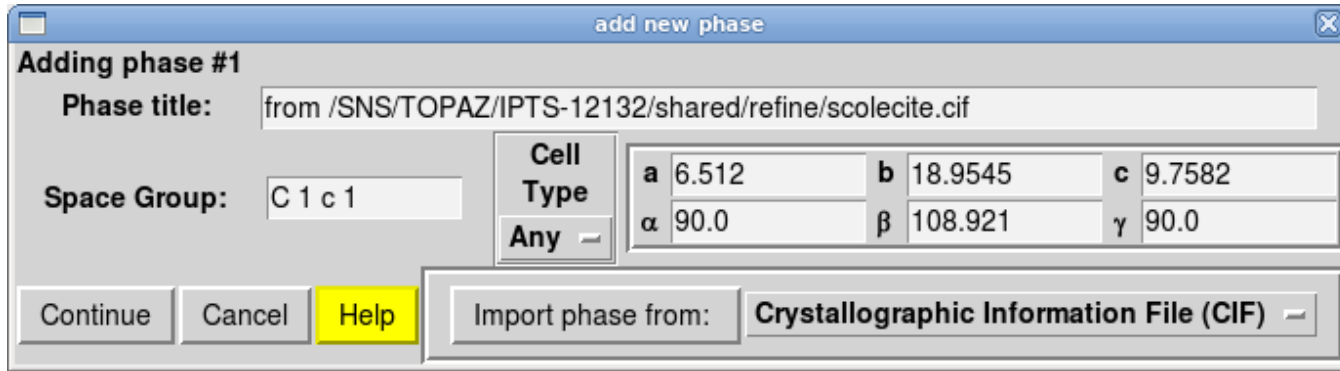 add new phase
Adding phase #1
Phase title: from /SNS/TOPAZ/IPTS-12132/shared/refine/scolecite.cif
Space Group: C 1 c 1
Cell
Type
Any
a 6.512 b 18.9545 c 9.7582
α 90.0 β 108.921 γ 90.0
Continue Cancel Help Import phase from: Crystallographic Information File (CIF)